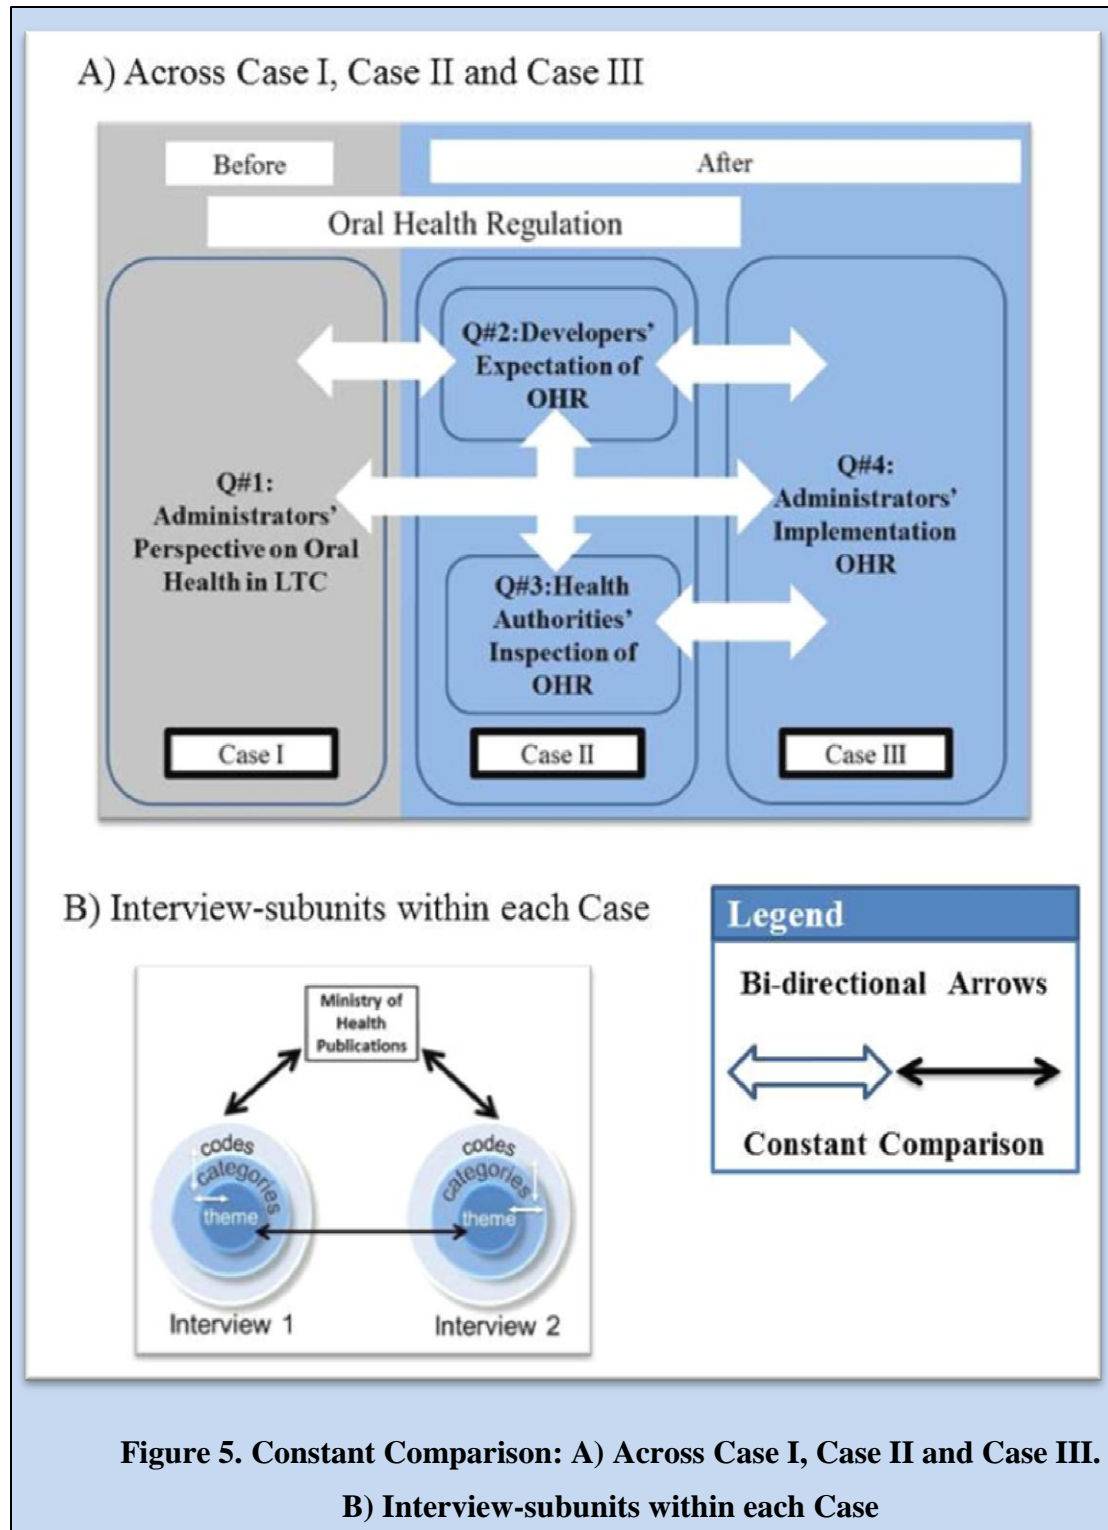 A) Across Case I, Case II and Case III
Before
After
Oral Health Regulation
Q#1:
Administrators’
Perspective on Oral
Health in LTC
Case I
Q#2:Developers’
Expectation of
OHR
Q#3:Health
Authorities’
Inspection of
OHR
Case II
Q#4:
Administrators’
Implementation
OHR
Case III
B) Interview-subunits within each Case
Ministry of
Health
Publications
codes
categories
theme
Interview 1
codes
categories
theme
Interview 2
Legend
Bi-directional Arrows
Constant Comparison
Figure 5. Constant Comparison: A) Across Case I, Case II and Case III.
B) Interview-subunits within each Case